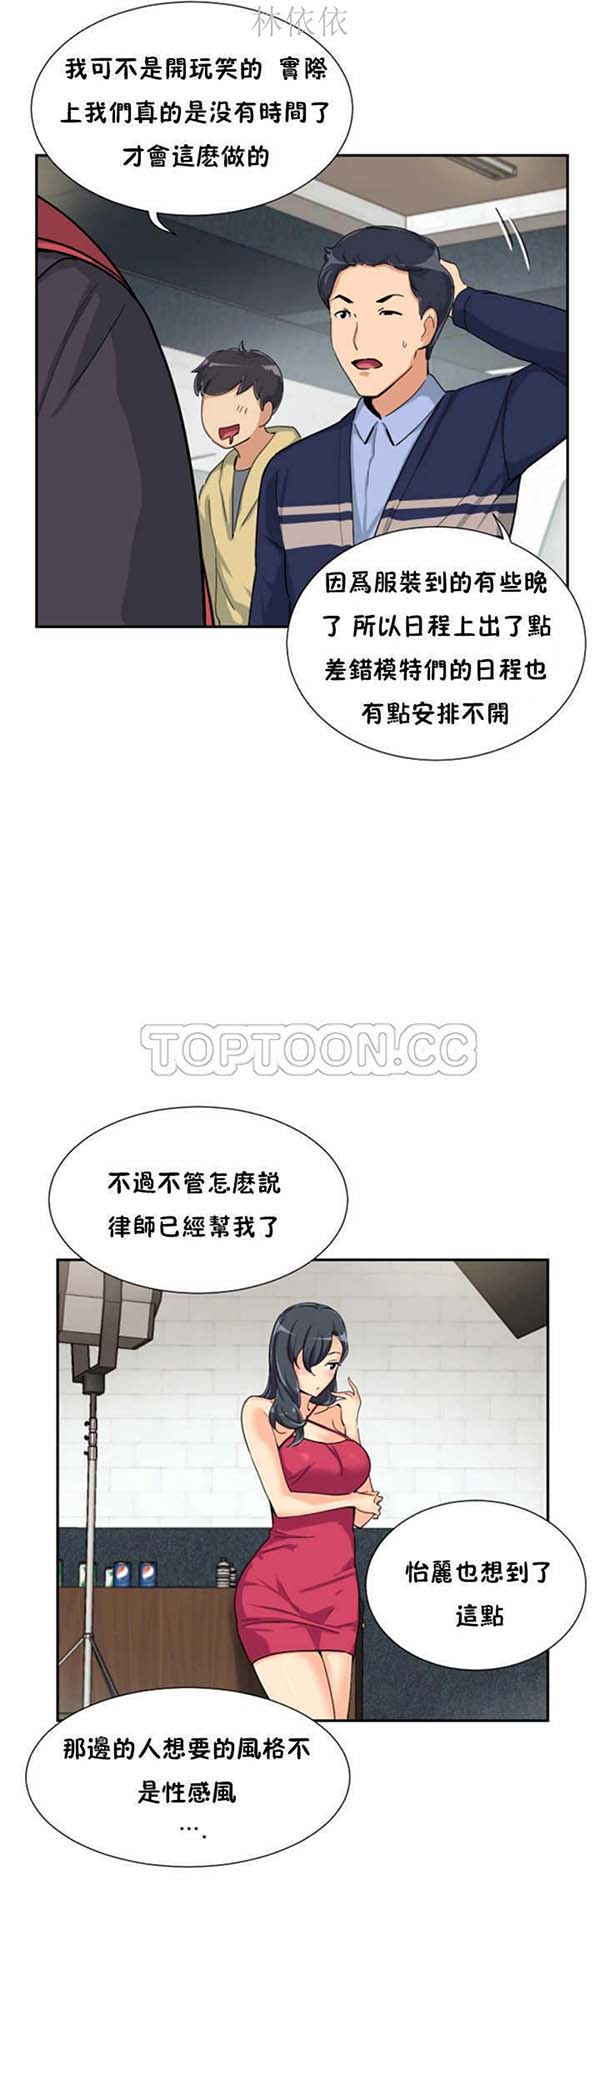 林依依
我可不是開玩笑的 實際
上我們真的是没有時間了
才會這麽做的
因爲服裝到的有些晚
了 所以日程上出了點
差錯模特們的日程也
有點安排不開
TOPTOON.CC
不過不管怎麽説
律師已經幫我了
怡麗也想到了
這點
那邊的人想要的風格不
是性感風
….